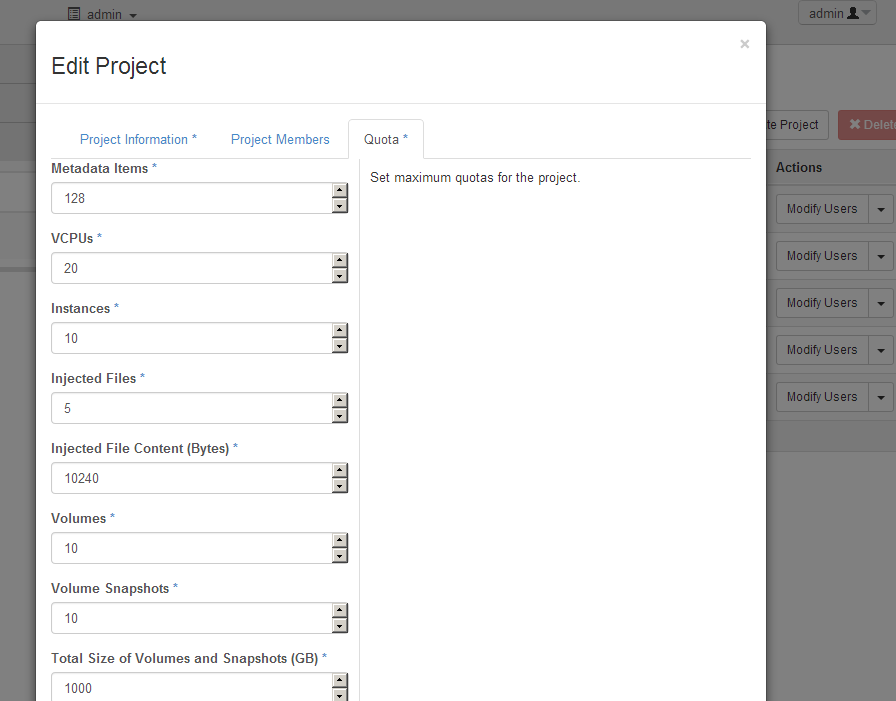 admin
admin
×
Edit Project
te Project
Delete
Project Information *
Project Members
Quota *
Actions
Metadata Items *
Set maximum quotas for the project.
128
Modify Users
VCPUs *
20
Modify Users
Instances *
10
Modify Users
Injected Files *
5
Modify Users
Injected File Content (Bytes) *
10240
Modify Users
Volumes *
10
Volume Snapshots *
10
Total Size of Volumes and Snapshots (GB) *
1000